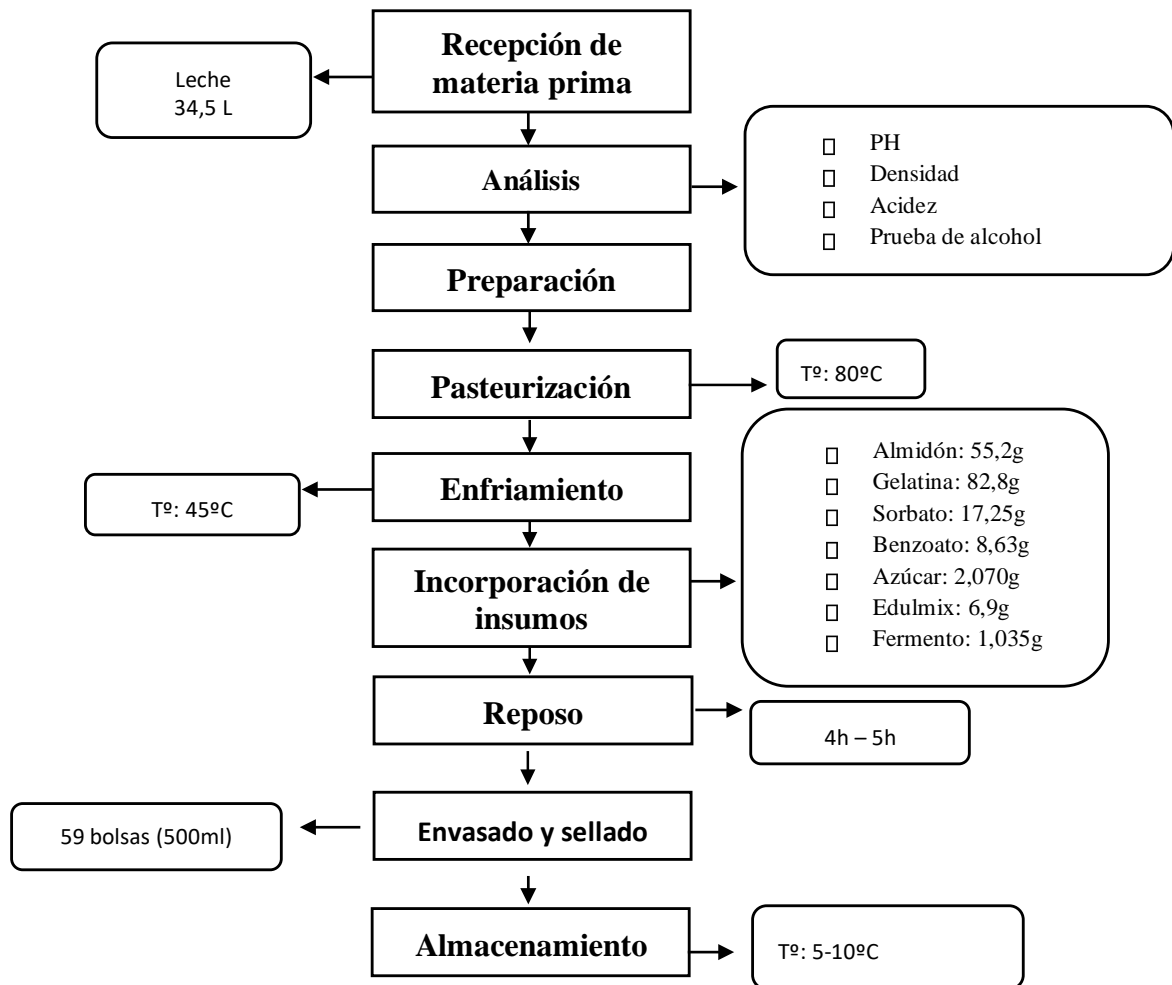 Recepción de
materia prima
Leche
34,5 L
Análisis
PH
Densidad
Acidez
Prueba de alcohol
Preparación
Pasteurización
Tº: 80ºC
Enfriamiento
Tº: 45ºC
Incorporación de
insumos
Almidón: 55,2g
Gelatina: 82,8g
Sorbato: 17,25g
Benzoato: 8,63g
Azúcar: 2,070g
Edulmix: 6,9g
Fermento: 1,035g
Reposo
4h – 5h
Envasado y sellado
59 bolsas (500ml)
Almacenamiento
Tº: 5-10ºC